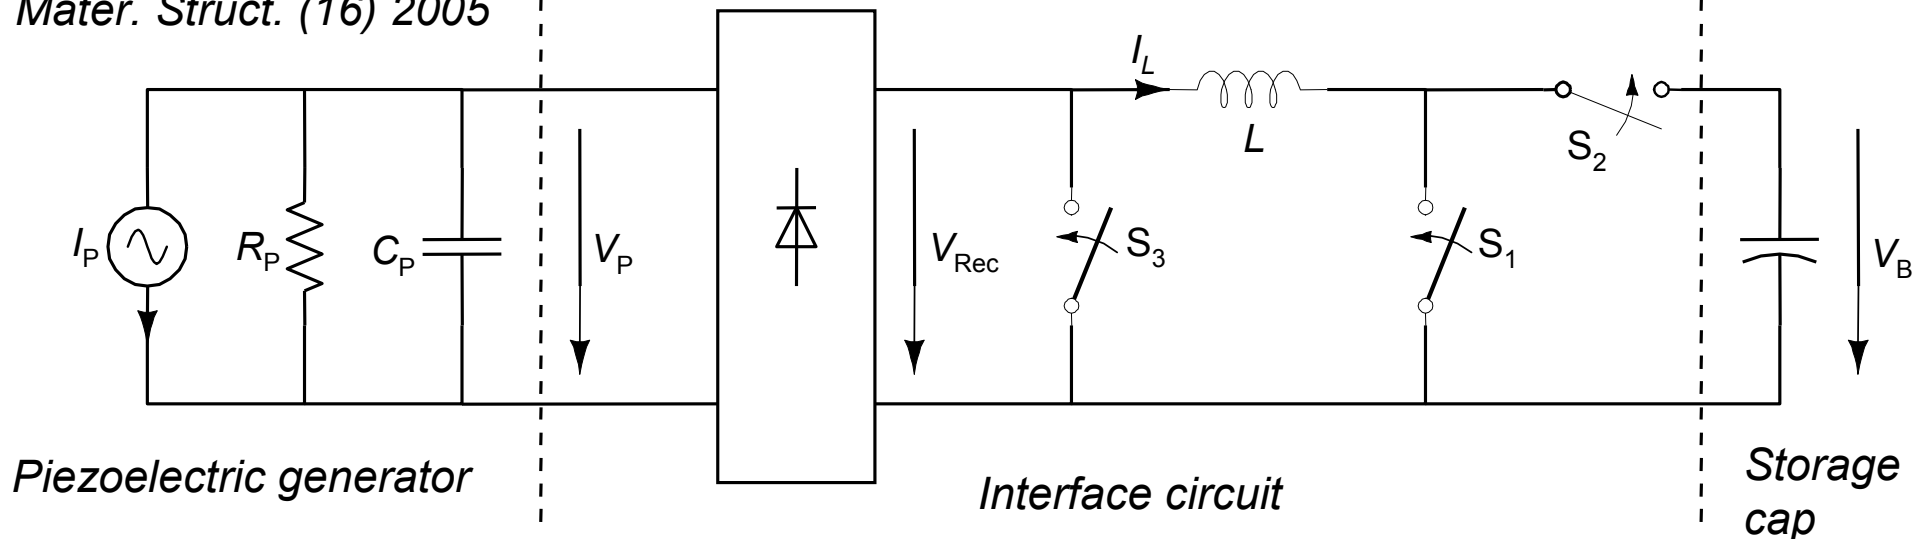 Mater. Struct. (16) 2005
I_L
L
S_2
I_P
R_P
C_P
V_P
V_Rec
S_3
S_1
V_B
Piezoelectric generator
Interface circuit
Storage
cap